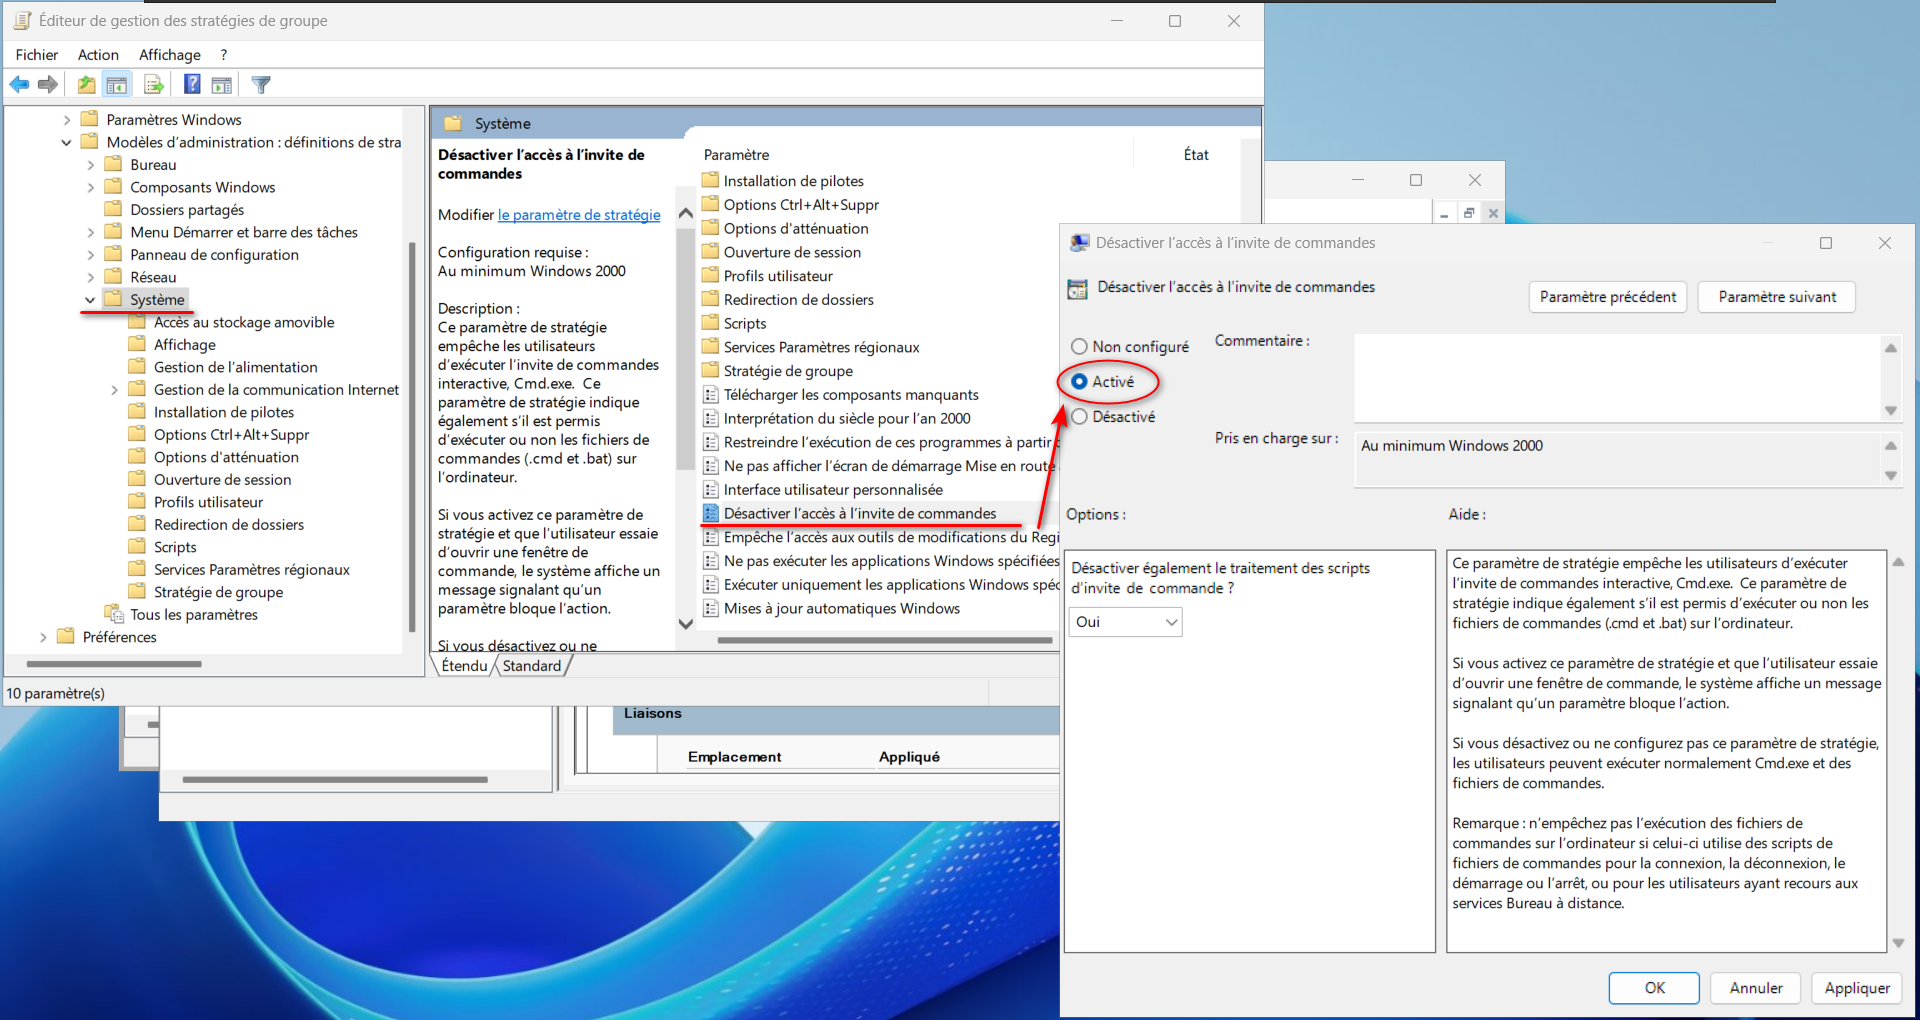 Éditeur de gestion des stratégies de groupe
Fichier Action Affichage ?
Paramètres Windows
Modèles d'administration : définitions de stra
Bureau
Composants Windows
Dossiers partagés
Menu Démarrer et barre des tâches
Panneau de configuration
Réseau
Système
Accès au stockage amovible
Affichage
Gestion de l'alimentation
Gestion de la communication Internet
Installation de pilotes
Options Ctrl+Alt+Suppr
Options d'atténuation
Ouverture de session
Profils utilisateur
Redirection de dossiers
Scripts
Services Paramètres régionaux
Stratégie de groupe
Tous les paramètres
Préférences
10 paramètre(s)
Système
Désactiver l'accès à l'invite de
commandes
Modifier le paramètre de stratégie
Configuration requise :
Au minimum Windows 2000
Description :
Ce paramètre de stratégie
empêche les utilisateurs
d'exécuter l'invite de commandes
interactive, Cmd.exe. Ce
paramètre de stratégie indique
également s'il est permis
d'exécuter ou non les fichiers de
commandes (.cmd et .bat) sur
l'ordinateur.
Si vous activez ce paramètre de
stratégie et que l'utilisateur essaie
d'ouvrir une fenêtre de
commande, le système affiche un
message signalant qu'un
paramètre bloque l'action.
Si vous désactivez ou ne
Étendu Standard
Paramètre État
Installation de pilotes
Options Ctrl+Alt+Suppr
Options d'atténuation
Ouverture de session
Profils utilisateur
Redirection de dossiers
Scripts
Services Paramètres régionaux
Stratégie de groupe
Télécharger les composants manquants
Interprétation du siècle pour l'an 2000
Restreindre l'exécution de ces programmes à partir
Ne pas afficher l'écran de démarrage Mise en route
Interface utilisateur personnalisée
Désactiver l'accès à l'invite de commandes
Empêche l'accès aux outils de modifications du Regi
Ne pas exécuter les applications Windows spécifiées
Exécuter uniquement les applications Windows spéc
Mises à jour automatiques Windows
Liaisons
Emplacement Appliqué
Désactiver l'accès à l'invite de commandes
Désactiver l'accès à l'invite de commandes
Paramètre précédent Paramètre suivant
Non configuré
Activé
Désactivé
Commentaire :
Pris en charge sur : Au minimum Windows 2000
Options : Aide :
Désactiver également le traitement des scripts
d'invite de commande ?
Oui
Ce paramètre de stratégie empêche les utilisateurs d'exécuter
l'invite de commandes interactive, Cmd.exe. Ce paramètre de
stratégie indique également s'il est permis d'exécuter ou non les
fichiers de commandes (.cmd et .bat) sur l'ordinateur.
Si vous activez ce paramètre de stratégie et que l'utilisateur essaie
d'ouvrir une fenêtre de commande, le système affiche un message
signalant qu'un paramètre bloque l'action.
Si vous désactivez ou ne configurez pas ce paramètre de stratégie,
les utilisateurs peuvent exécuter normalement Cmd.exe et des
fichiers de commandes.
Remarque : n'empêchez pas l'exécution des fichiers de
commandes sur l'ordinateur si celui-ci utilise des scripts de
fichiers de commandes pour la connexion, la déconnexion, le
démarrage ou l'arrêt, ou pour les utilisateurs ayant recours aux
services Bureau à distance.
OK Annuler Appliquer